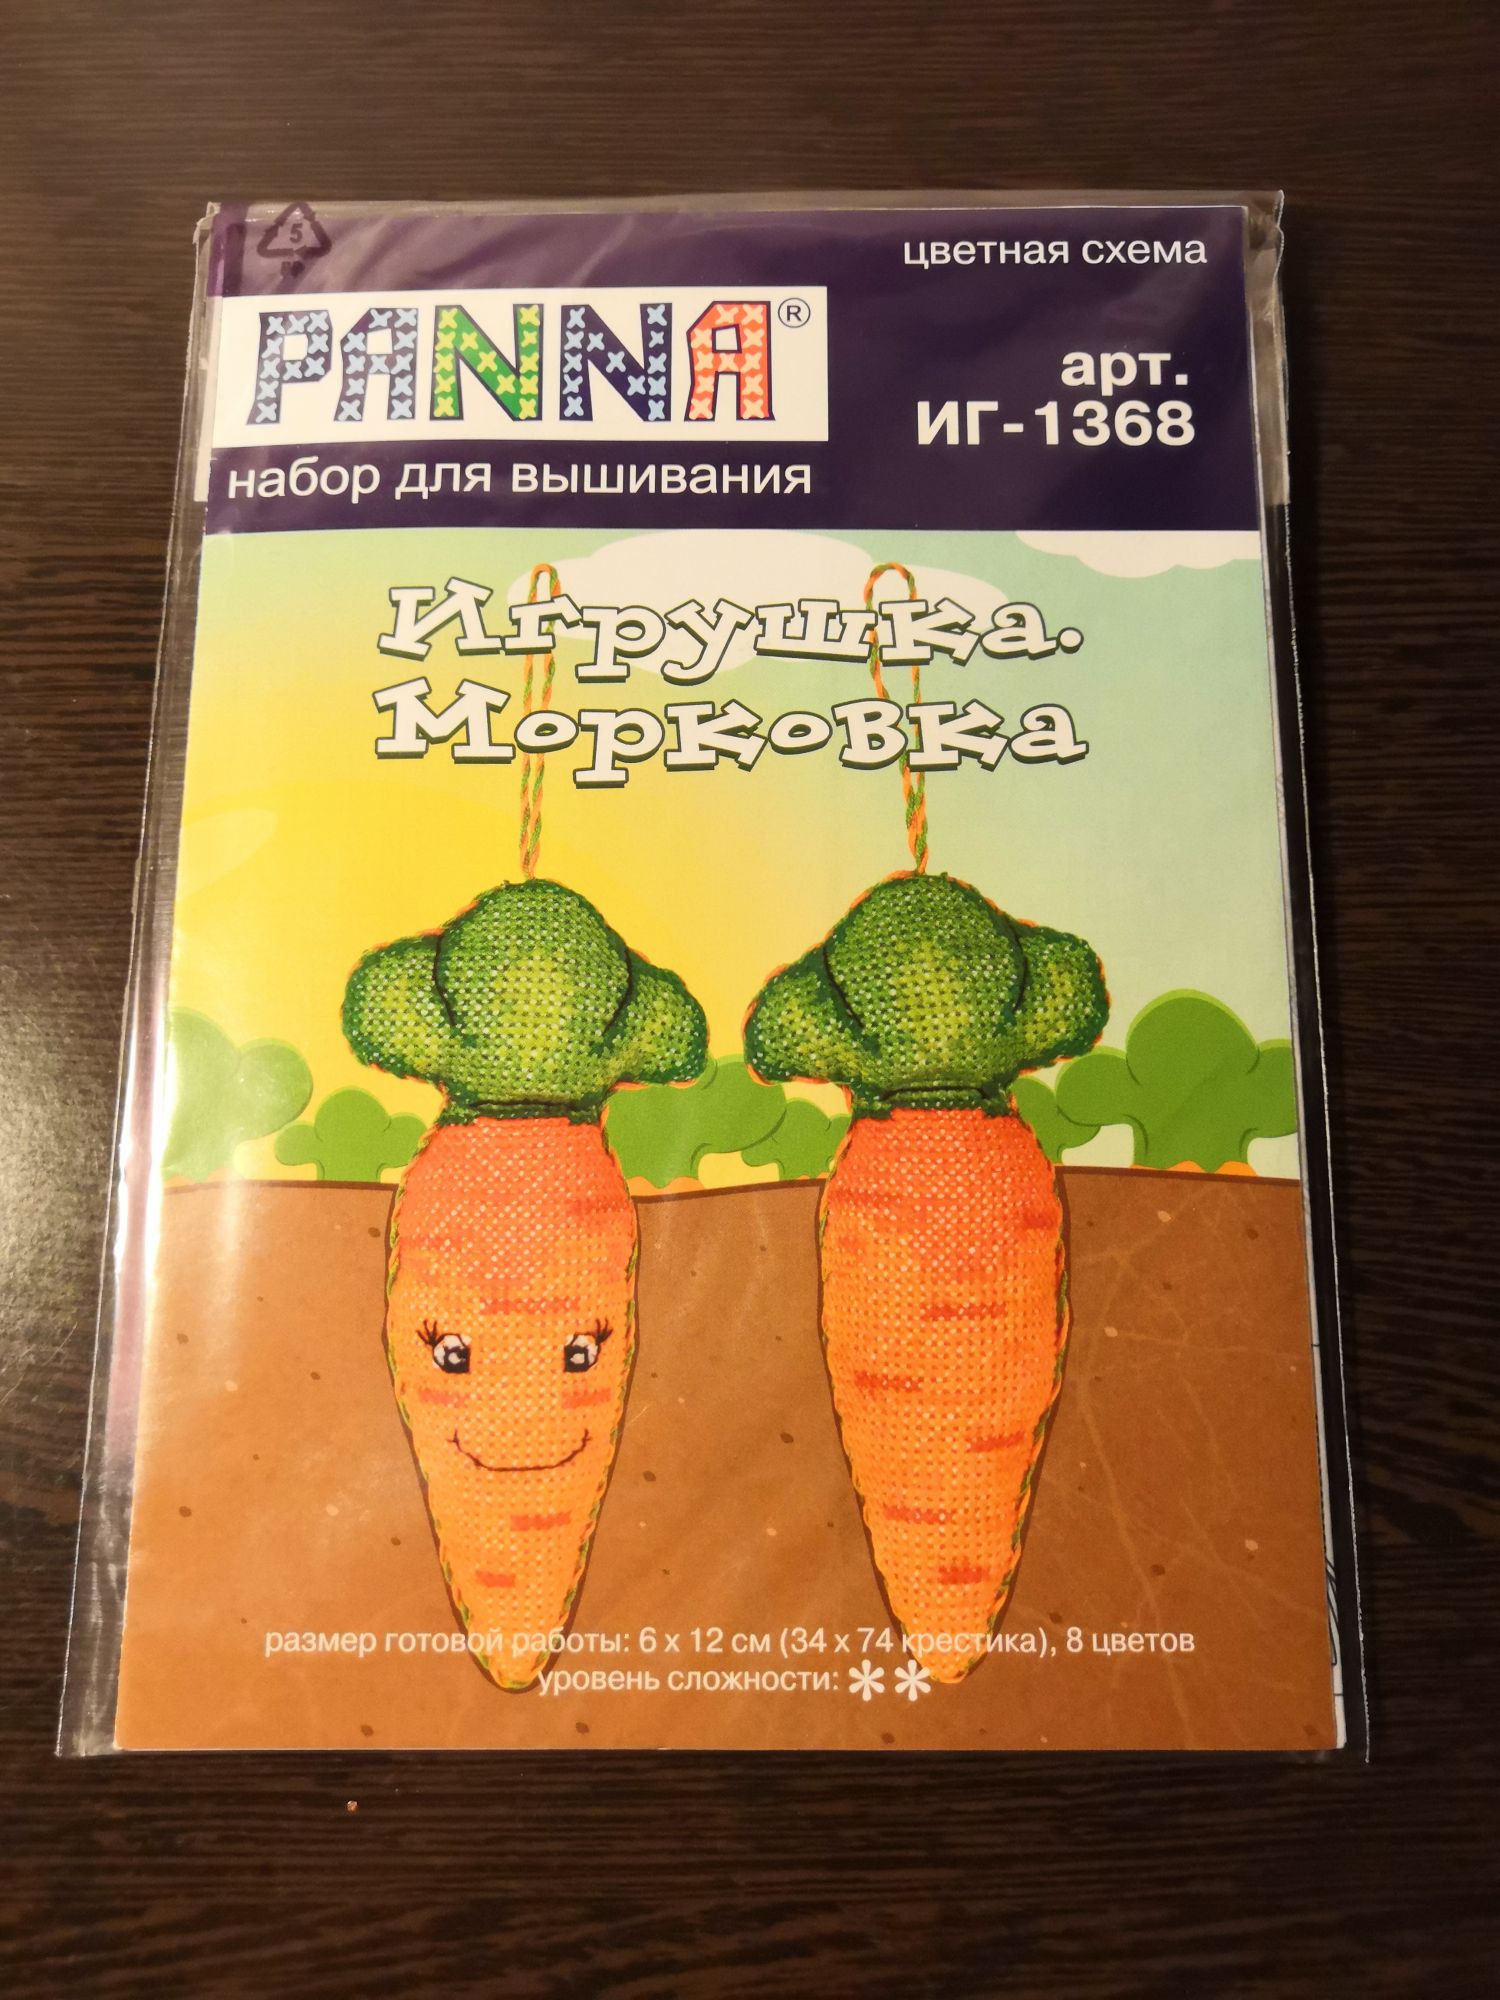 5
цветная схема
PANNA®
арт.
ИГ-1368
набор для вышивания
Игрушка.
Морковка
размер готовой работы: 6 х 12 см (34 х 74 крестика), 8 цветов
уровень сложности: **